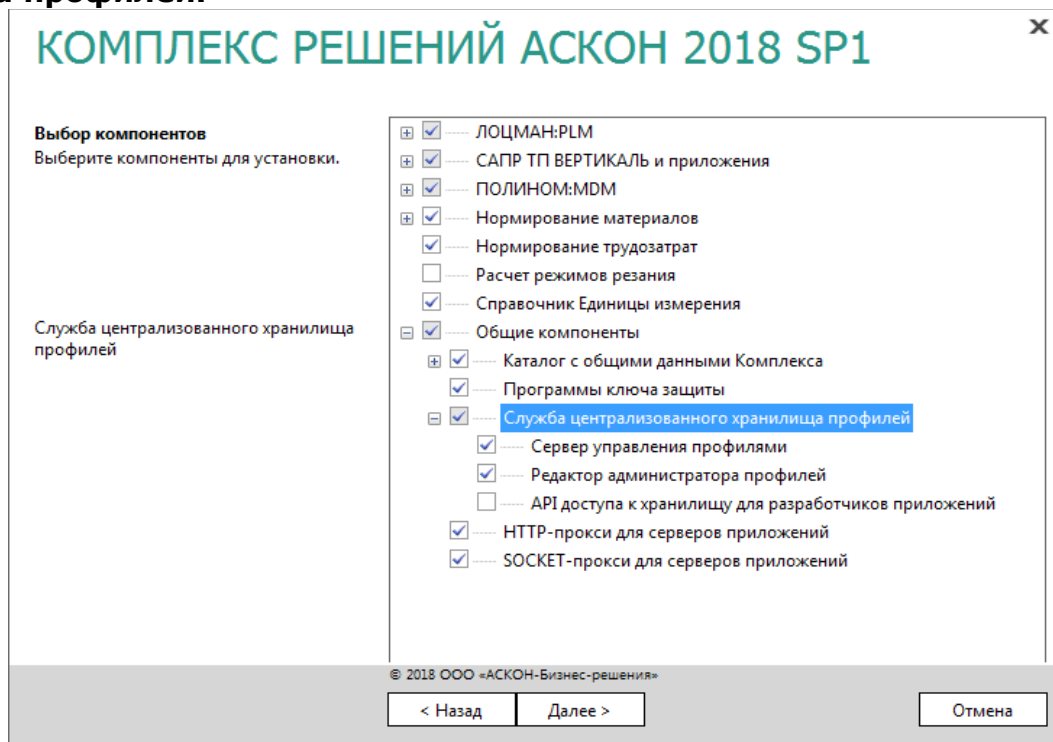 а профилей.
КОМПЛЕКС РЕШЕНИЙ АСКОН 2018 SP1
x
Выбор компонентов
Выберите компоненты для установки.
Служба централизованного хранилища
профилей
ЛОЦМАН:PLM
САПР ТП ВЕРТИКАЛЬ и приложения
ПОЛИНОМ:MDM
Нормирование материалов
Нормирование трудозатрат
Расчет режимов резания
Справочник Единицы измерения
Общие компоненты
Каталог с общими данными Комплекса
Программы ключа защиты
Служба централизованного хранилища профилей
Сервер управления профилями
Редактор администратора профилей
API доступа к хранилищу для разработчиков приложений
HTTP-прокси для серверов приложений
SOCKET-прокси для серверов приложений
© 2018 ООО «АСКОН-Бизнес-решения»
< Назад
Далее >
Отмена